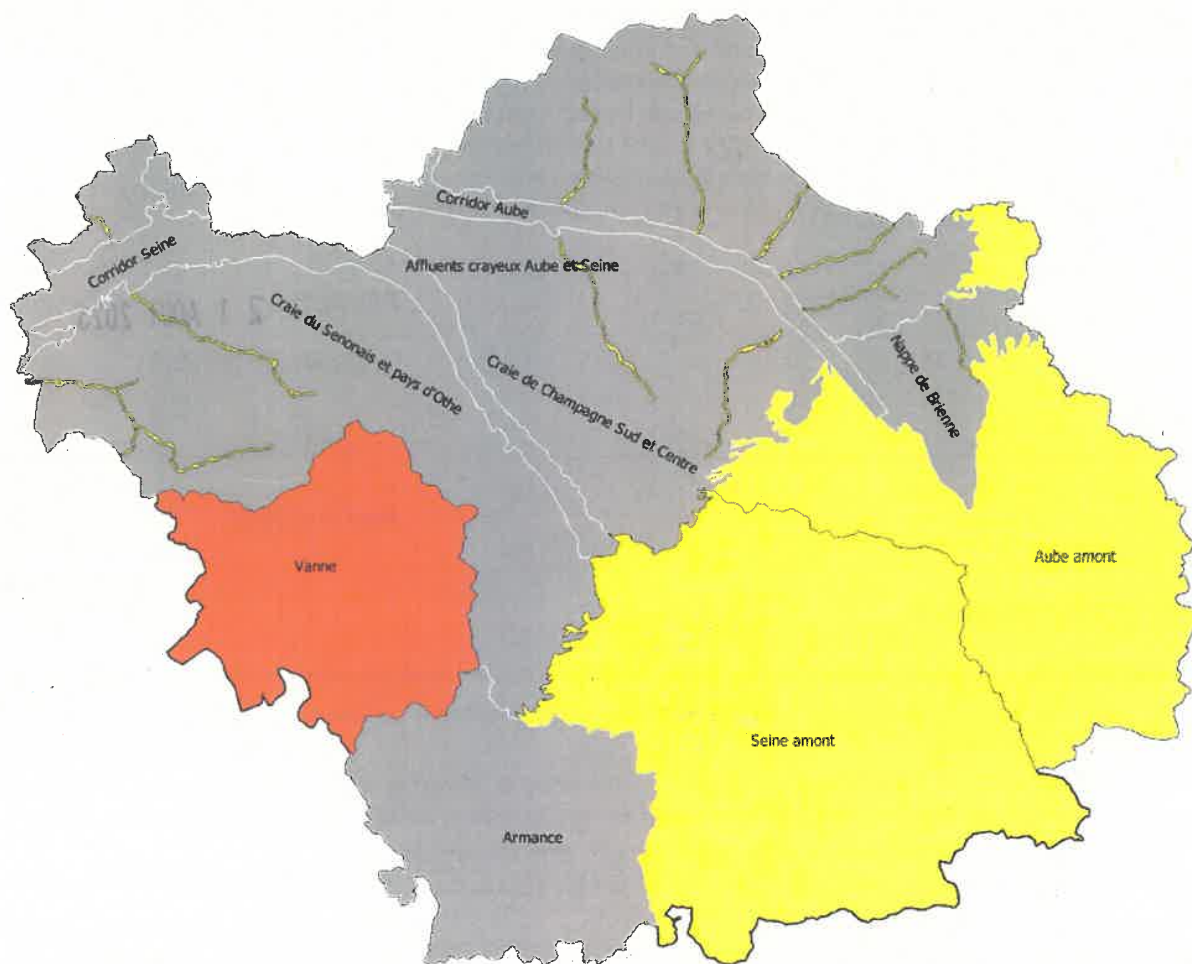 Corridor Aube
Corridor Seine
Affluents crayeux Aube et Seine
Craie du Senonais et pays d'Othe
Craie de Champagne Sud et Centre
Nappe de Brienne
Vanne
Aube amont
Seine amont
Armance